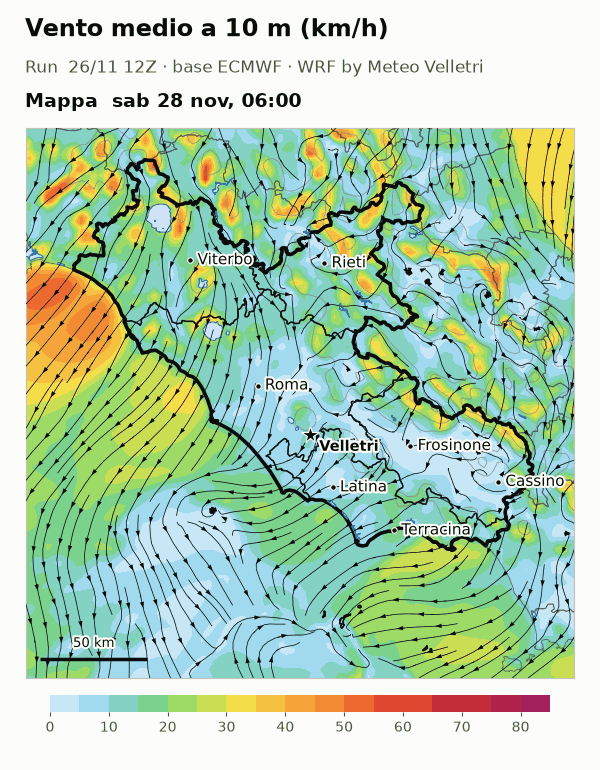 Vento medio a 10 m (km/h)
Run 26/11 12Z · base ECMWF · WRF by Meteo Velletri
Mappa sab 28 nov, 06:00
Viterbo
Rieti
Roma
Velletri
Frosinone
Cassino
Latina
Terracina
50 km
0 10 20 30 40 50 60 70 80